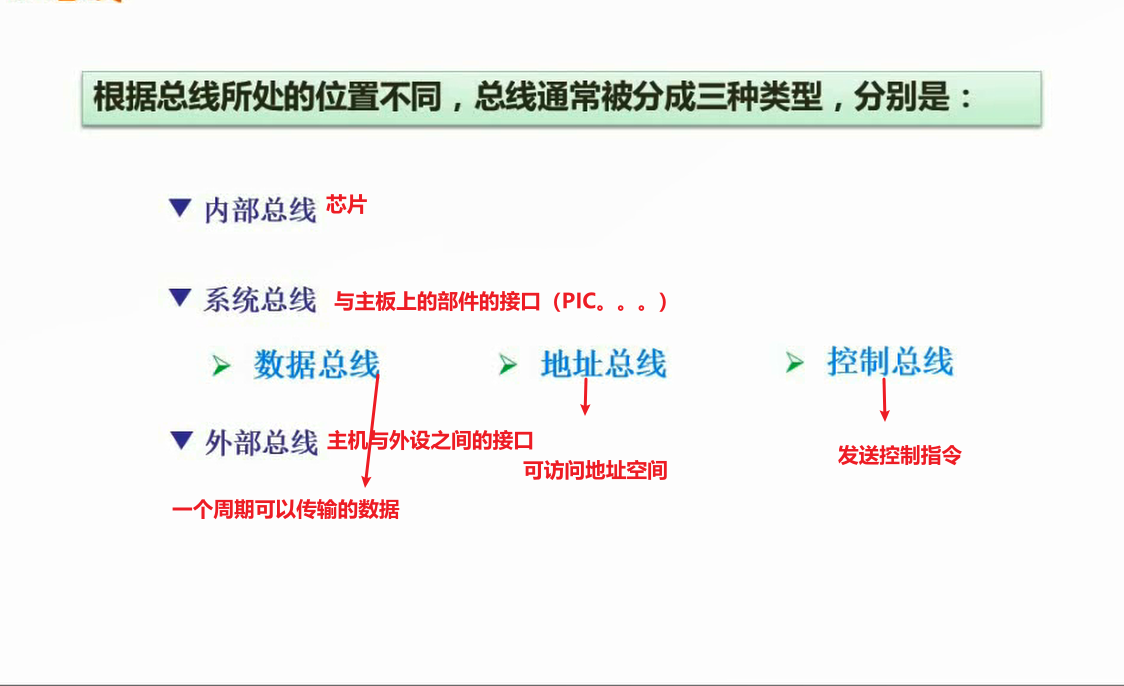 根据总线所处的位置不同，总线通常被分成三种类型，分别是：
内部总线 芯片
系统总线 与主板上的部件的接口（PIC。。。）
数据总线 地址总线 控制总线
外部总线 主机与外设之间的接口
发送控制指令
可访问地址空间
一个周期可以传输的数据